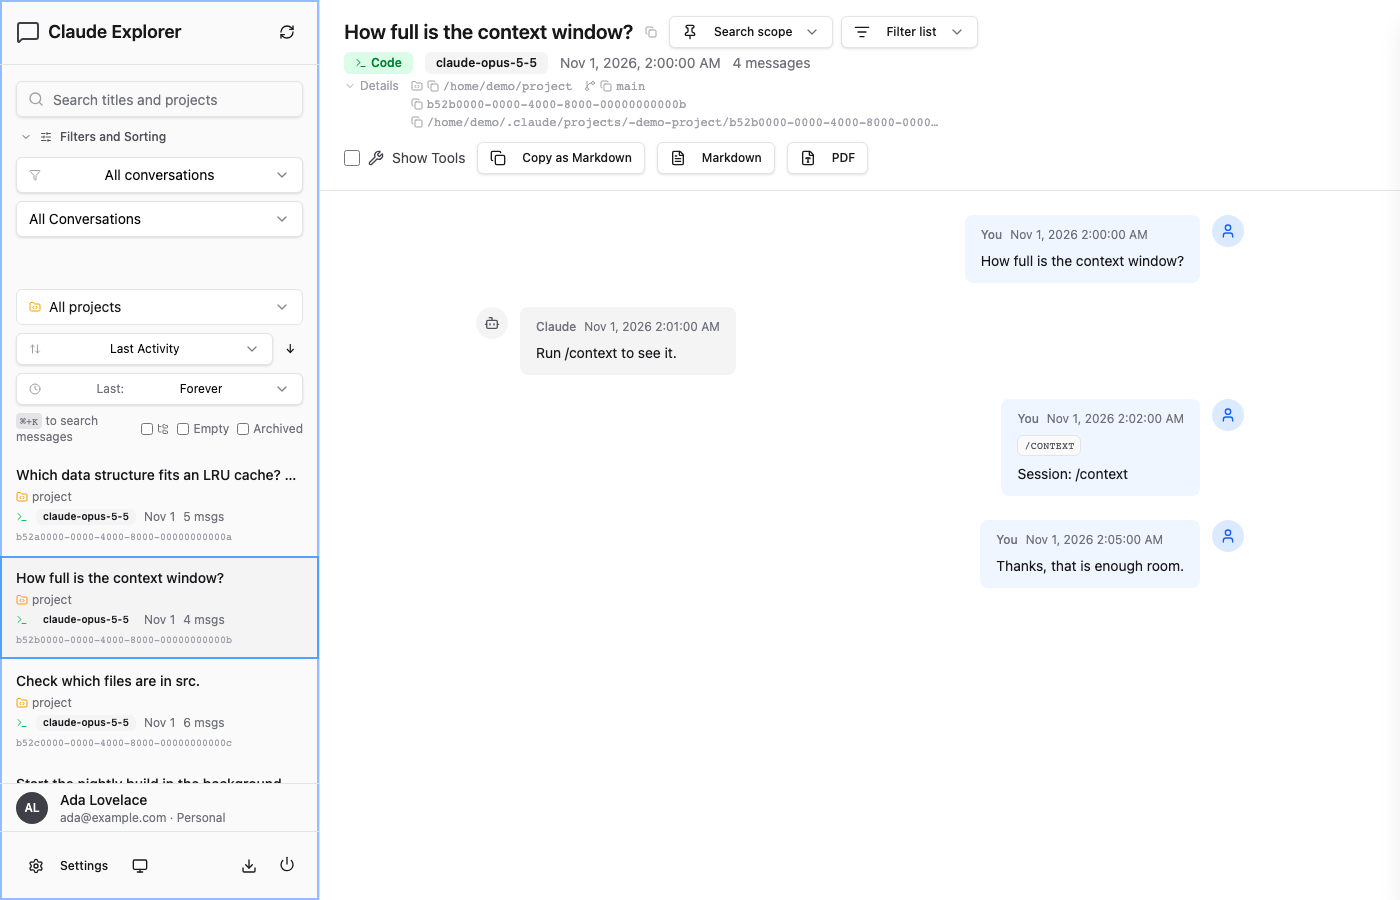 Claude Explorer
Search titles and projects
Filters and Sorting
All conversations
All Conversations
All projects
Last Activity
Last: Forever
⌘+K to search messages
Empty
Archived
Which data structure fits an LRU cache? ...
project
claude-opus-5-5 Nov 1 5 msgs
b52a0000-0000-4000-8000-00000000000a
How full is the context window?
project
claude-opus-5-5 Nov 1 4 msgs
b52b0000-0000-4000-8000-00000000000b
Check which files are in src.
project
claude-opus-5-5 Nov 1 6 msgs
b52c0000-0000-4000-8000-00000000000c
Start the nightly build in the background
AL
Ada Lovelace
ada@example.com · Personal
Settings
How full is the context window?
Search scope
Filter list
Code claude-opus-5-5 Nov 1, 2026, 2:00:00 AM 4 messages
Details /home/demo/project main
b52b0000-0000-4000-8000-00000000000b
/home/demo/.claude/projects/-demo-project/b52b0000-0000-4000-8000-0000…
Show Tools
Copy as Markdown
Markdown
PDF
You Nov 1, 2026 2:00:00 AM
How full is the context window?
Claude Nov 1, 2026 2:01:00 AM
Run /context to see it.
You Nov 1, 2026 2:02:00 AM
/CONTEXT
Session: /context
You Nov 1, 2026 2:05:00 AM
Thanks, that is enough room.